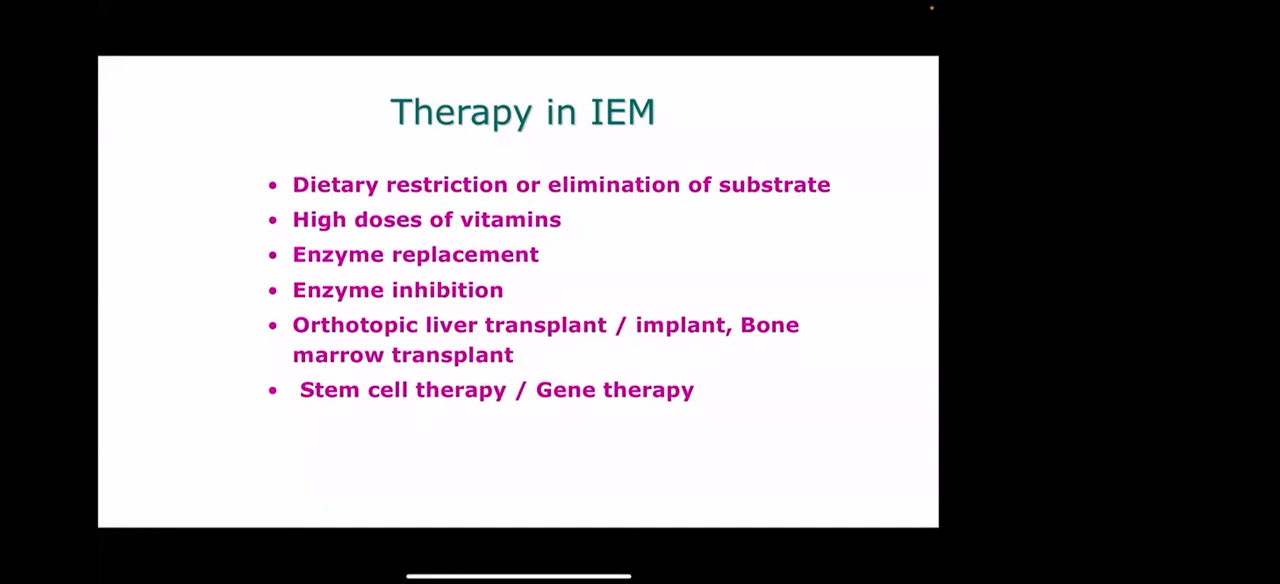 Therapy in IEM
• Dietary restriction or elimination of substrate
• High doses of vitamins
• Enzyme replacement
• Enzyme inhibition
• Orthotopic liver transplant / implant, Bone
marrow transplant
• Stem cell therapy / Gene therapy